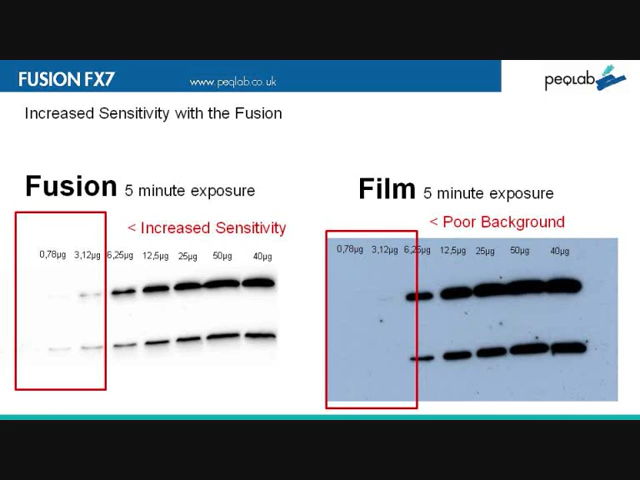 FUSION FX7
www.peqlab.co.uk
peQLAB
Increased Sensitivity with the Fusion
Fusion 5 minute exposure
< Increased Sensitivity
0,78µg 3,12µg 6,25µg 12,5µg 25µg 50µg 40µg
Film 5 minute exposure
< Poor Background
0,78µg 3,12µg 6,25µg 12,5µg 25µg 50µg 40µg